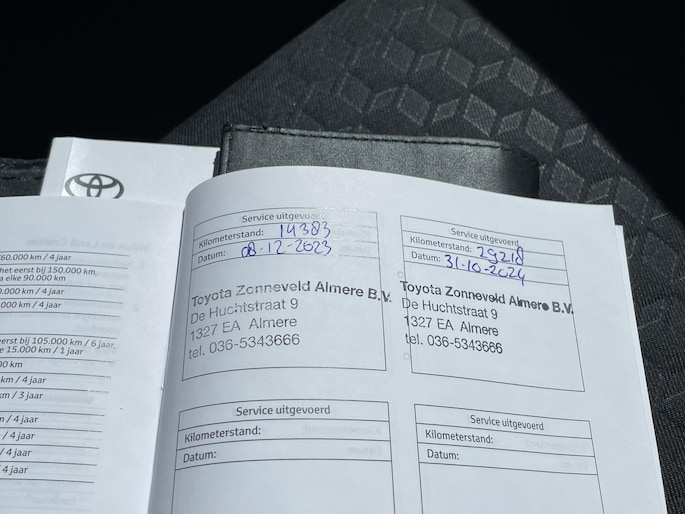 60.000 km / 4 jaar
het eerst bij 150.000 km,
a elke 90.000 km
0.000 km / 4 jaar
000 km / 4 jaar
eerst bij 105.000 km / 6 jaar,
e 15.000 km / 1 jaar
00 km
km / 4 jaar
km / 3 jaar
m / 4 jaar
/ 4 jaar
/ 4 jaar
4 jaar
Service uitgevoerd
Kilometerstand: 14383
Datum: 08-12-2023
Toyota Zonneveld Almere B.V.
De Huchtstraat 9
1327 EA Almere
tel. 036-5343666
Service uitgevoerd
Kilometerstand: 29218
Datum: 31-10-2024
Toyota Zonneveld Almere B.V.
De Huchtstraat 9
1327 EA Almere
tel. 036-5343666
Service uitgevoerd
Kilometerstand:
Datum:
Service uitgevoerd
Kilometerstand:
Datum: